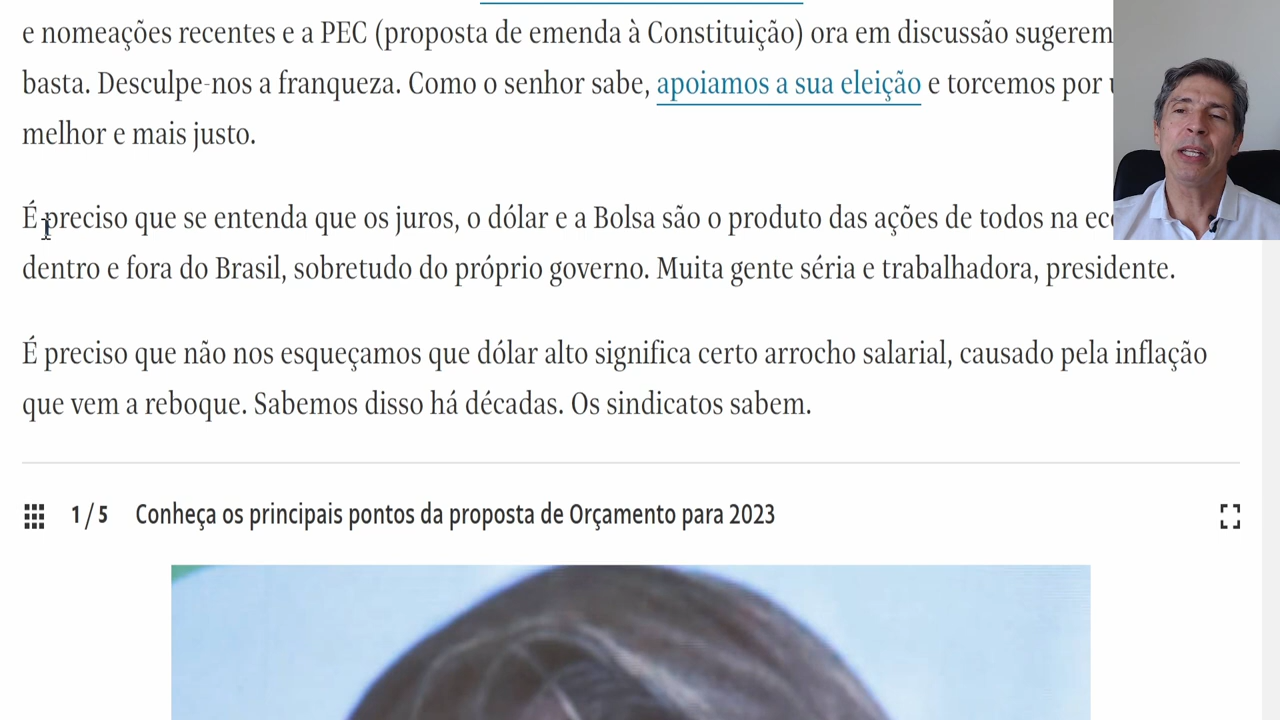 e nomeações recentes e a PEC (proposta de emenda à Constituição) ora em discussão sugerem
basta. Desculpe-nos a franqueza. Como o senhor sabe, apoiamos a sua eleição e torcemos por
melhor e mais justo.
É preciso que se entenda que os juros, o dólar e a Bolsa são o produto das ações de todos na
dentro e fora do Brasil, sobretudo do próprio governo. Muita gente séria e trabalhadora, presidente.
É preciso que não nos esqueçamos que dólar alto significa certo arrocho salarial, causado pela inflação
que vem a reboque. Sabemos disso há décadas. Os sindicatos sabem.
1 / 5 Conheça os principais pontos da proposta de Orçamento para 2023